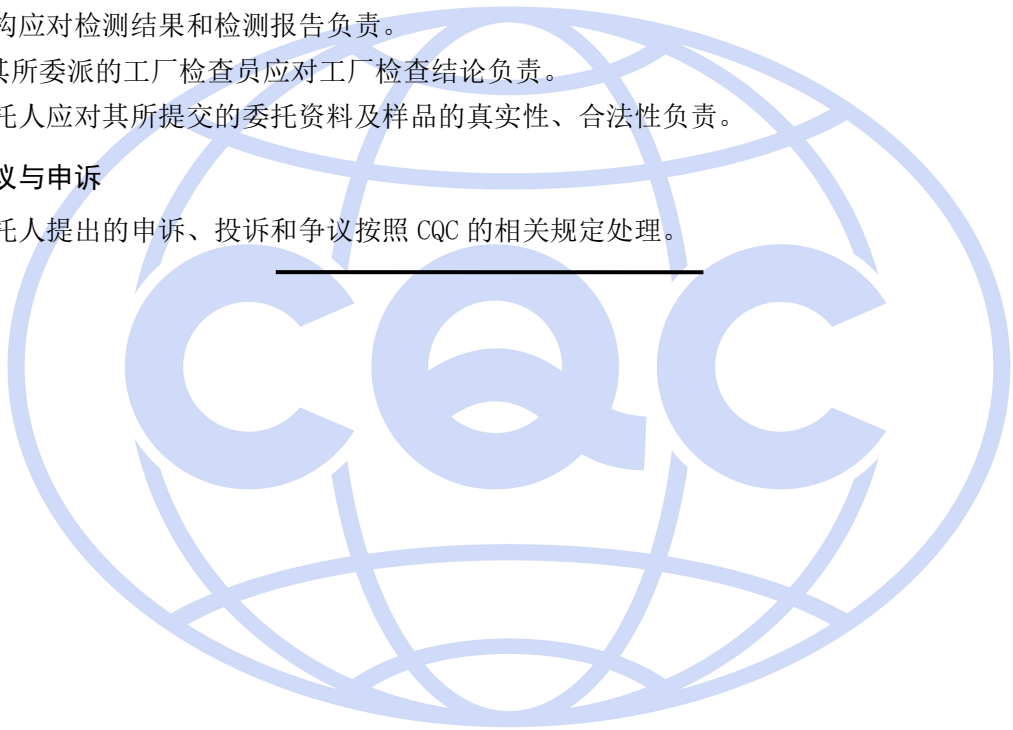 构应对检测结果和检测报告负责。
其所委派的工厂检查员应对工厂检查结论负责。
托人应对其所提交的委托资料及样品的真实性、合法性负责。
议与申诉
托人提出的申诉、投诉和争议按照 CQC 的相关规定处理。
CQC